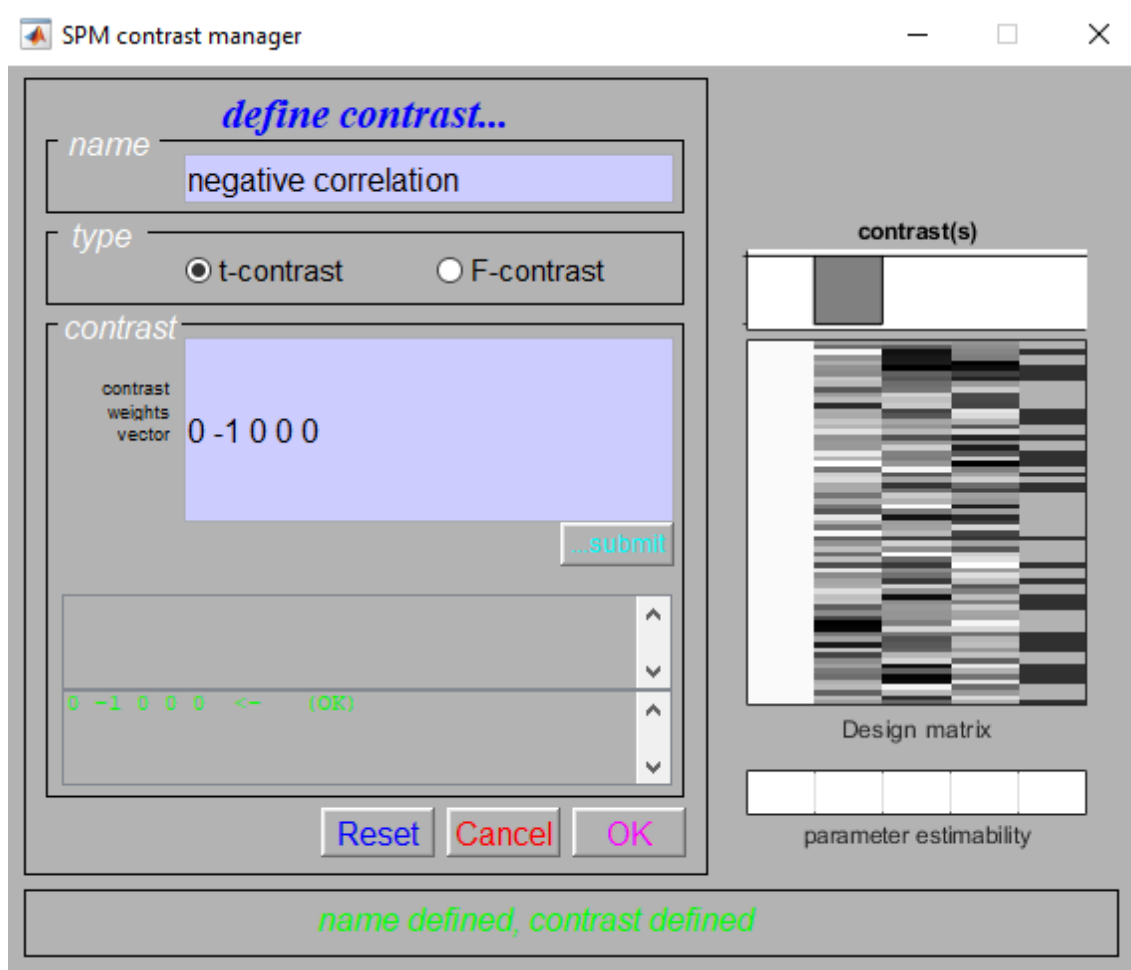 SPM contrast manager
define contrast...
name
negative correlation
type
t-contrast
F-contrast
contrast
contrast
weights
vector
0 -1 0 0 0
...submit
0 -1 0 0 0 <- (OK)
Reset
Cancel
OK
contrast(s)
Design matrix
parameter estimability
name defined, contrast defined